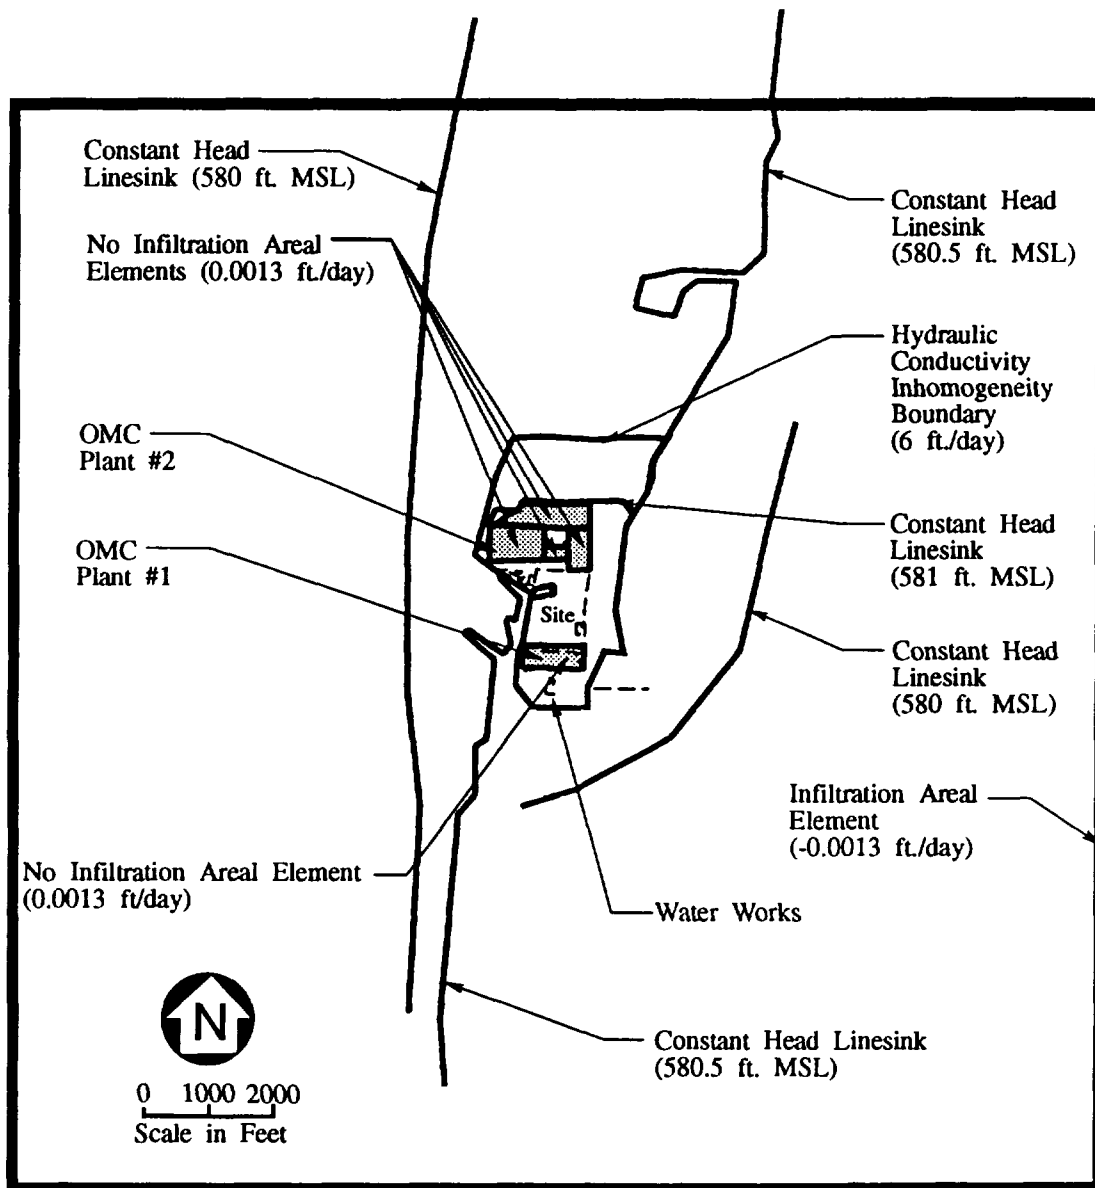 Constant Head
Linesink (580 ft. MSL)
No Infiltration Areal
Elements (0.0013 ft./day)
Constant Head
Linesink
(580.5 ft. MSL)
Hydraulic
Conductivity
Inhomogeneity
Boundary
(6 ft./day)
OMC
Plant #2
OMC
Plant #1
Constant Head
Linesink
(581 ft. MSL)
Site
Constant Head
Linesink
(580 ft. MSL)
Infiltration Areal
Element
(-0.0013 ft./day)
No Infiltration Areal Element
(0.0013 ft/day)
Water Works
N
Constant Head Linesink
(580.5 ft. MSL)
0 1000 2000
Scale in Feet